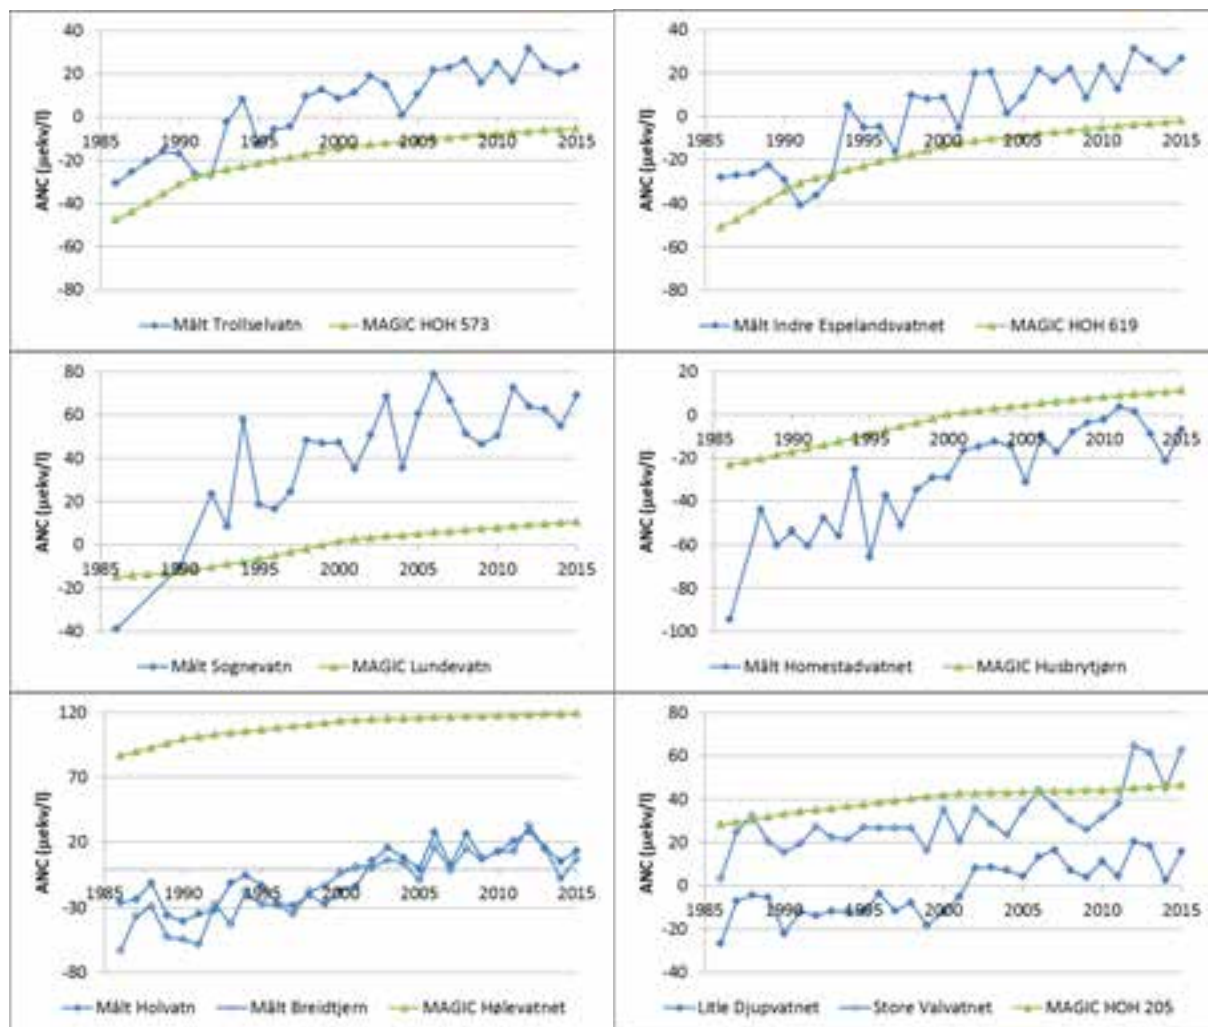 40
20
0
-20
-40
-60
-80
1985 1990 1995 2000 2005 2010 2015
ANC (µekv/l)
Målt Trollselvatn MAGIC HOH 573
40
20
0
-20
-40
-60
-80
1985 1990 1995 2000 2005 2010 2015
ANC (µekv/l)
Målt Indre Espelandsvatnet MAGIC HOH 619
80
60
40
20
0
-20
-40
1985 1990 1995 2000 2005 2010 2015
ANC (µekv/l)
Målt Sognevatn MAGIC Lundevatn
20
0
-20
-40
-60
-80
-100
1985 1990 1995 2000 2005 2010 2015
ANC (µekv/l)
Målt Homestadvatnet MAGIC Husbrytjørn
120
70
20
-30
-80
1985 1990 1995 2000 2005 2010 2015
ANC (µekv/l)
Målt Holvatn Målt Breidtjern MAGIC Hølevatnet
80
60
40
20
0
-20
-40
1985 1990 1995 2000 2005 2010 2015
ANC (µekv/l)
Litle Djupvatnet Store Valvatnet MAGIC HOH 205